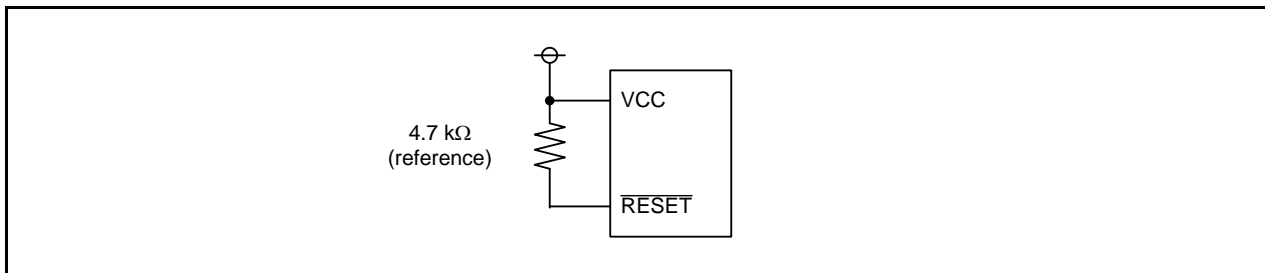 VCC
4.7 kΩ
(reference)
RESET